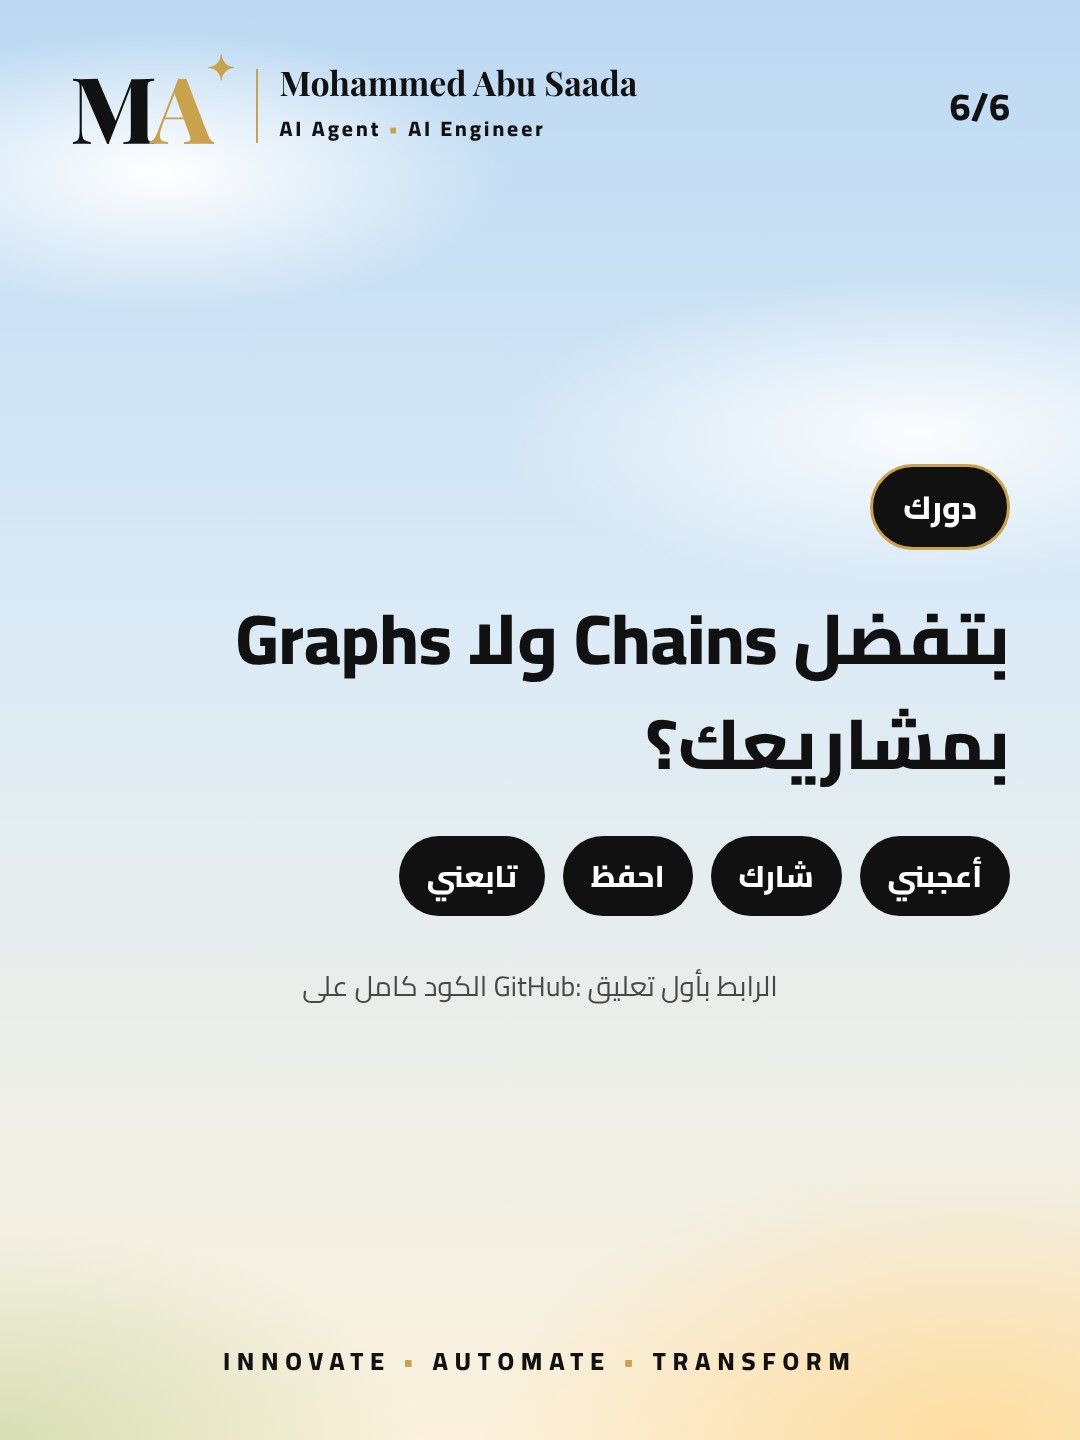 MA
Mohammed Abu Saada
AI Agent ▪ AI Engineer
6/6
دورك
بتفضل Chains ولا Graphs
بمشاريعك؟
أعجبني شارك احفظ تابعني
الكود كامل على GitHub: الرابط بأول تعليق
INNOVATE ▪ AUTOMATE ▪ TRANSFORM